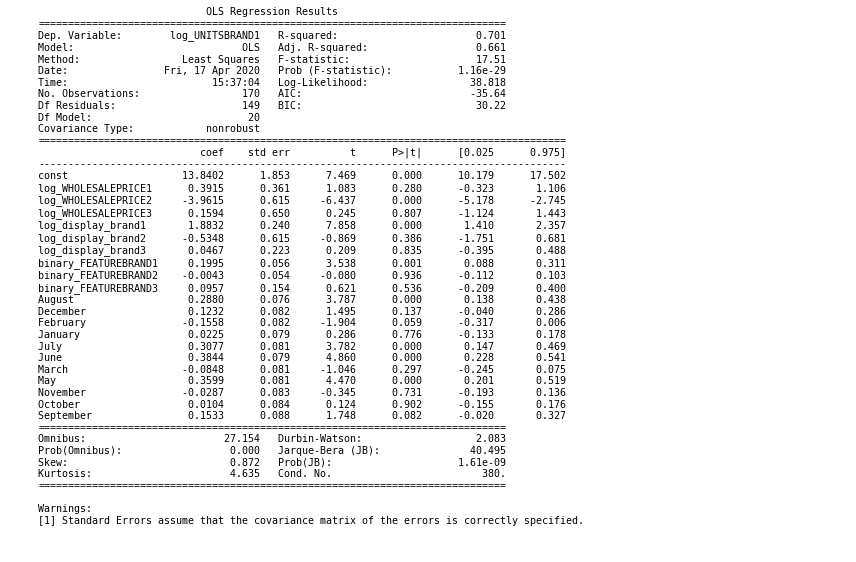 OLS Regression Results
==============================================================================
Dep. Variable: log_UNITSBRAND1 R-squared: 0.701
Model: OLS Adj. R-squared: 0.661
Method: Least Squares F-statistic: 17.51
Date: Fri, 17 Apr 2020 Prob (F-statistic): 1.16e-29
Time: 15:37:04 Log-Likelihood: 38.818
No. Observations: 170 AIC: -35.64
Df Residuals: 149 BIC: 30.22
Df Model: 20
Covariance Type: nonrobust
========================================================================================
coef std err t P>|t| [0.025 0.975]
----------------------------------------------------------------------------------------
const 13.8402 1.853 7.469 0.000 10.179 17.502
log_WHOLESALEPRICE1 0.3915 0.361 1.083 0.280 -0.323 1.106
log_WHOLESALEPRICE2 -3.9615 0.615 -6.437 0.000 -5.178 -2.745
log_WHOLESALEPRICE3 0.1594 0.650 0.245 0.807 -1.124 1.443
log_display_brand1 1.8832 0.240 7.858 0.000 1.410 2.357
log_display_brand2 -0.5348 0.615 -0.869 0.386 -1.751 0.681
log_display_brand3 0.0467 0.223 0.209 0.835 -0.395 0.488
binary_FEATUREBRAND1 0.1995 0.056 3.538 0.001 0.088 0.311
binary_FEATUREBRAND2 -0.0043 0.054 -0.080 0.936 -0.112 0.103
binary_FEATUREBRAND3 0.0957 0.154 0.621 0.536 -0.209 0.400
August 0.2880 0.076 3.787 0.000 0.138 0.438
December 0.1232 0.082 1.495 0.137 -0.040 0.286
February -0.1558 0.082 -1.904 0.059 -0.317 0.006
January 0.0225 0.079 0.286 0.776 -0.133 0.178
July 0.3077 0.081 3.782 0.000 0.147 0.469
June 0.3844 0.079 4.860 0.000 0.228 0.541
March -0.0848 0.081 -1.046 0.297 -0.245 0.075
May 0.3599 0.081 4.470 0.000 0.201 0.519
November -0.0287 0.083 -0.345 0.731 -0.193 0.136
October 0.0104 0.084 0.124 0.902 -0.155 0.176
September 0.1533 0.088 1.748 0.082 -0.020 0.327
==============================================================================
Omnibus: 27.154 Durbin-Watson: 2.083
Prob(Omnibus): 0.000 Jarque-Bera (JB): 40.495
Skew: 0.872 Prob(JB): 1.61e-09
Kurtosis: 4.635 Cond. No. 380.
==============================================================================
Warnings:
[1] Standard Errors assume that the covariance matrix of the errors is correctly specified.